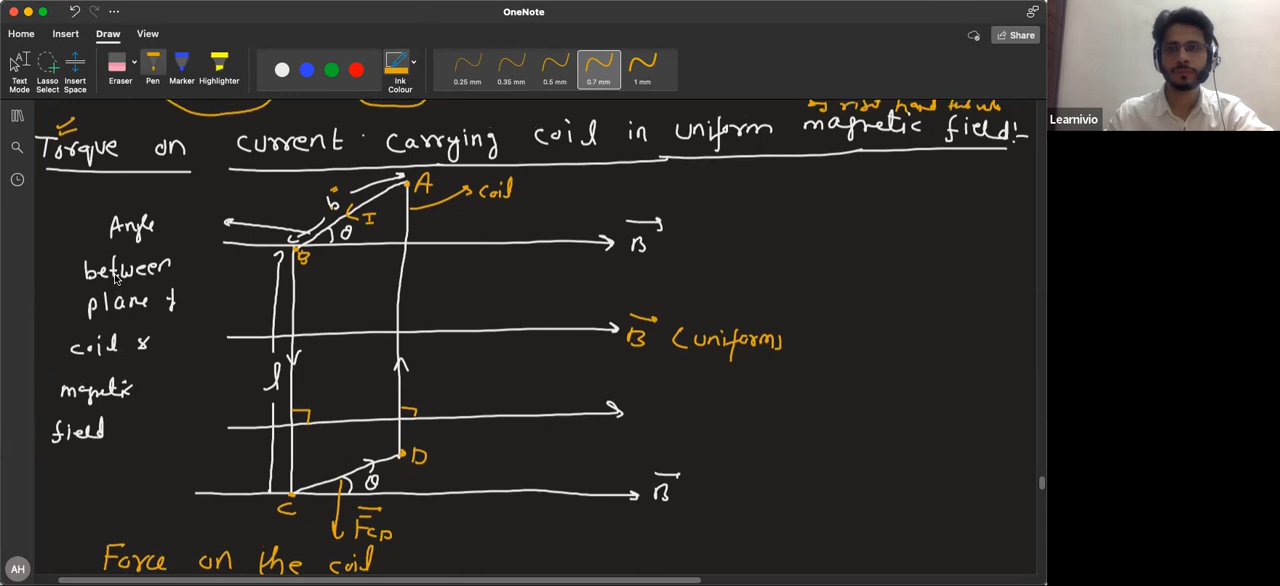 OneNote
Home Insert Draw View
Share
Text Mode
Lasso Select
Insert Space
Eraser
Pen
Marker
Highlighter
Ink Colour
0.25 mm
0.35 mm
0.5 mm
0.7 mm
1 mm
Learnivio
by right hand
Torque on current carrying coil in uniform magnetic field!-
A
coil
b
I
θ
B
B
Angle
between
plane of
coil &
magnetic
field
l
B (uniform)
D
θ
B
C
FCD
Force on the coil
AH